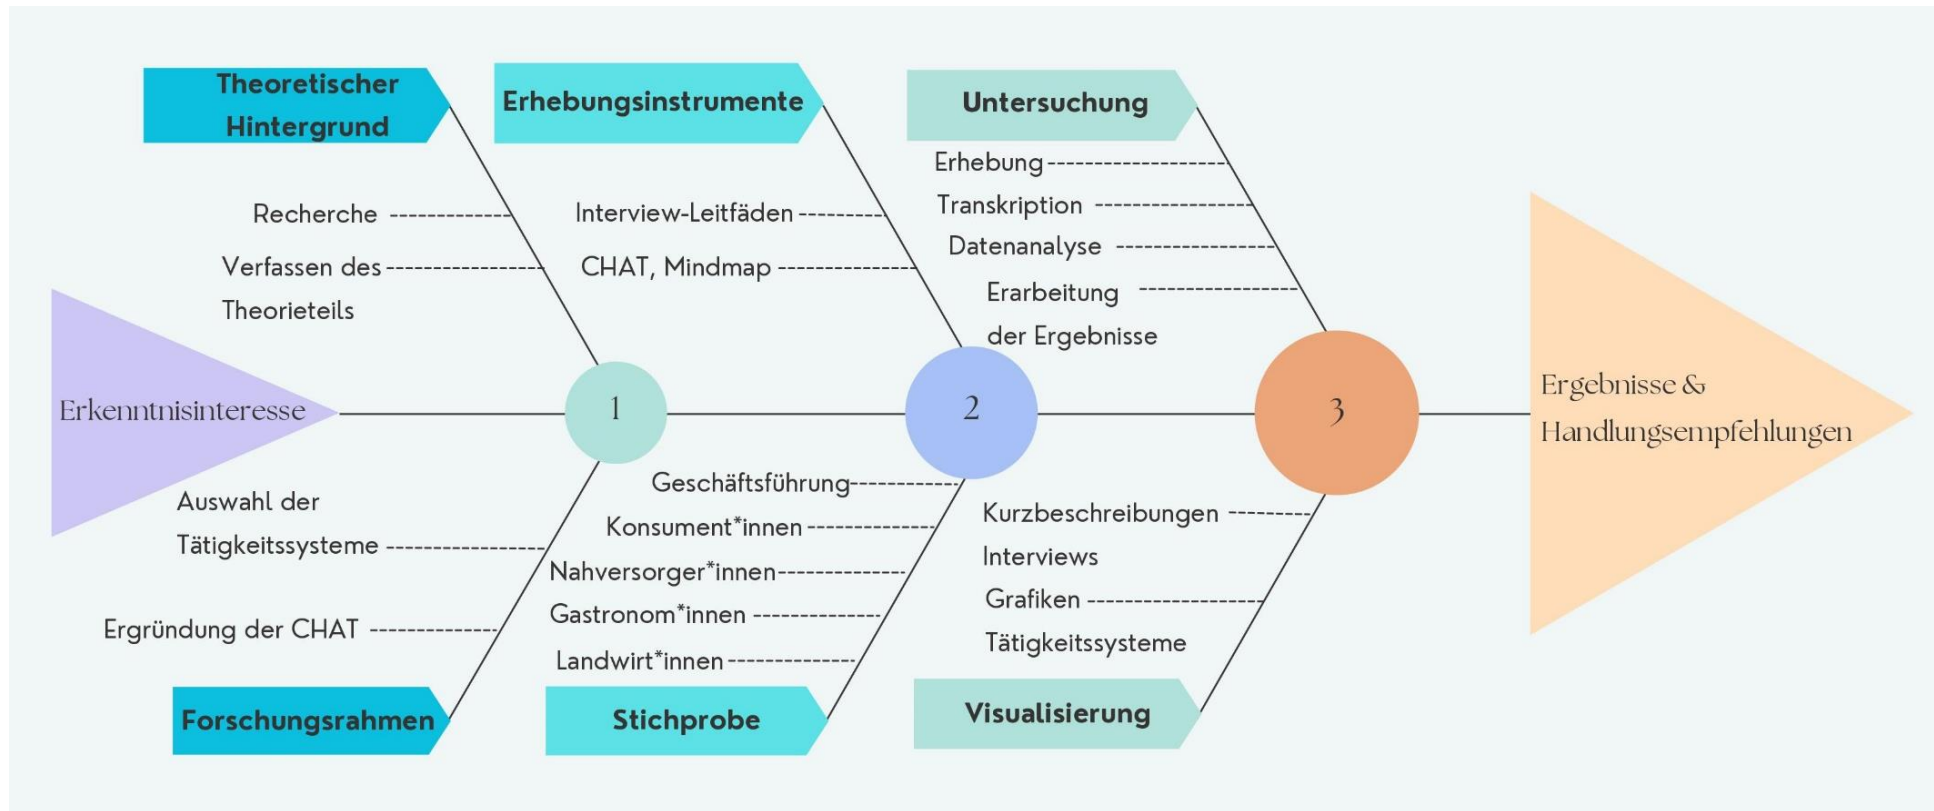 Theoretischer
Hintergrund
Erhebungsinstrumente
Untersuchung
Recherche
Verfassen des
Theorieteils
Interview-Leitfäden
CHAT, Mindmap
Erhebung
Transkription
Datenanalyse
Erarbeitung
der Ergebnisse
Erkenntnisinteresse
1
2
3
Ergebnisse &
Handlungsempfehlungen
Auswahl der
Tätigkeitssysteme
Ergründung der CHAT
Geschäftsführung
Konsument*innen
Nahversorger*innen
Gastronom*innen
Landwirt*innen
Kurzbeschreibungen
Interviews
Grafiken
Tätigkeitssysteme
Forschungsrahmen
Stichprobe
Visualisierung